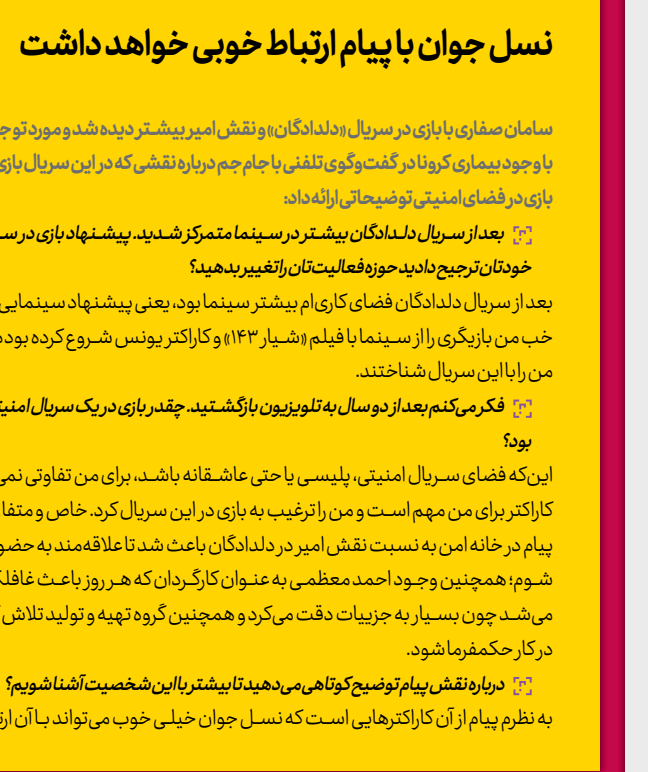 نسل جوان با پیام ارتباط خوبی خواهد داشت
سامان صفاری با بازی در سریال «دلدادگان» و نقش امیر بیشتر دیده شد و مورد
با وجود بیماری کرونا در گفت‌وگوی تلفنی با جام‌جم درباره نقشی که در این سریال بازی
بازی در فضای امنیتی توضیحاتی ارائه داد:
بعد از سریال دلدادگان بیشتر در سینما متمرکز شدید. پیشنهاد بازی در
خودتان ترجیح دادید حوزه فعالیت‌تان را تغییر بدهید؟
بعد از سریال دلدادگان فضای کاری‌ام بیشتر سینما بود، یعنی پیشنهاد سینمایی
خب من بازیگری را از سینما با فیلم «شیار ۱۴۳» و کاراکتر یونس شروع کرده بودم
من را با این سریال شناختند.
فکر می‌کنم بعد از دو سال به تلویزیون بازگشتید. چقدر بازی در یک سریال
بود؟
این‌که فضای سریال امنیتی، پلیسی یا حتی عاشقانه باشد، برای من تفاوتی
کاراکتر برای من مهم است و من را ترغیب به بازی در این سریال کرد. خاص و
پیام در خانه امن به نسبت نقش امیر در دلدادگان باعث شد تا علاقه‌مند به
شوم؛ همچنین وجود احمد معظمی به عنوان کارگردان که هر روز باعث
می‌شد چون بسیار به جزییات دقت می‌کرد و همچنین گروه تهیه و تولید تلاش
در کار حکمفرما شود.
درباره نقش پیام توضیح کوتاهی می‌دهید تا بیشتر با این شخصیت آشنا شویم؟
به نظرم پیام از آن کاراکترهایی است که نسل جوان خیلی خوب می‌تواند با آن